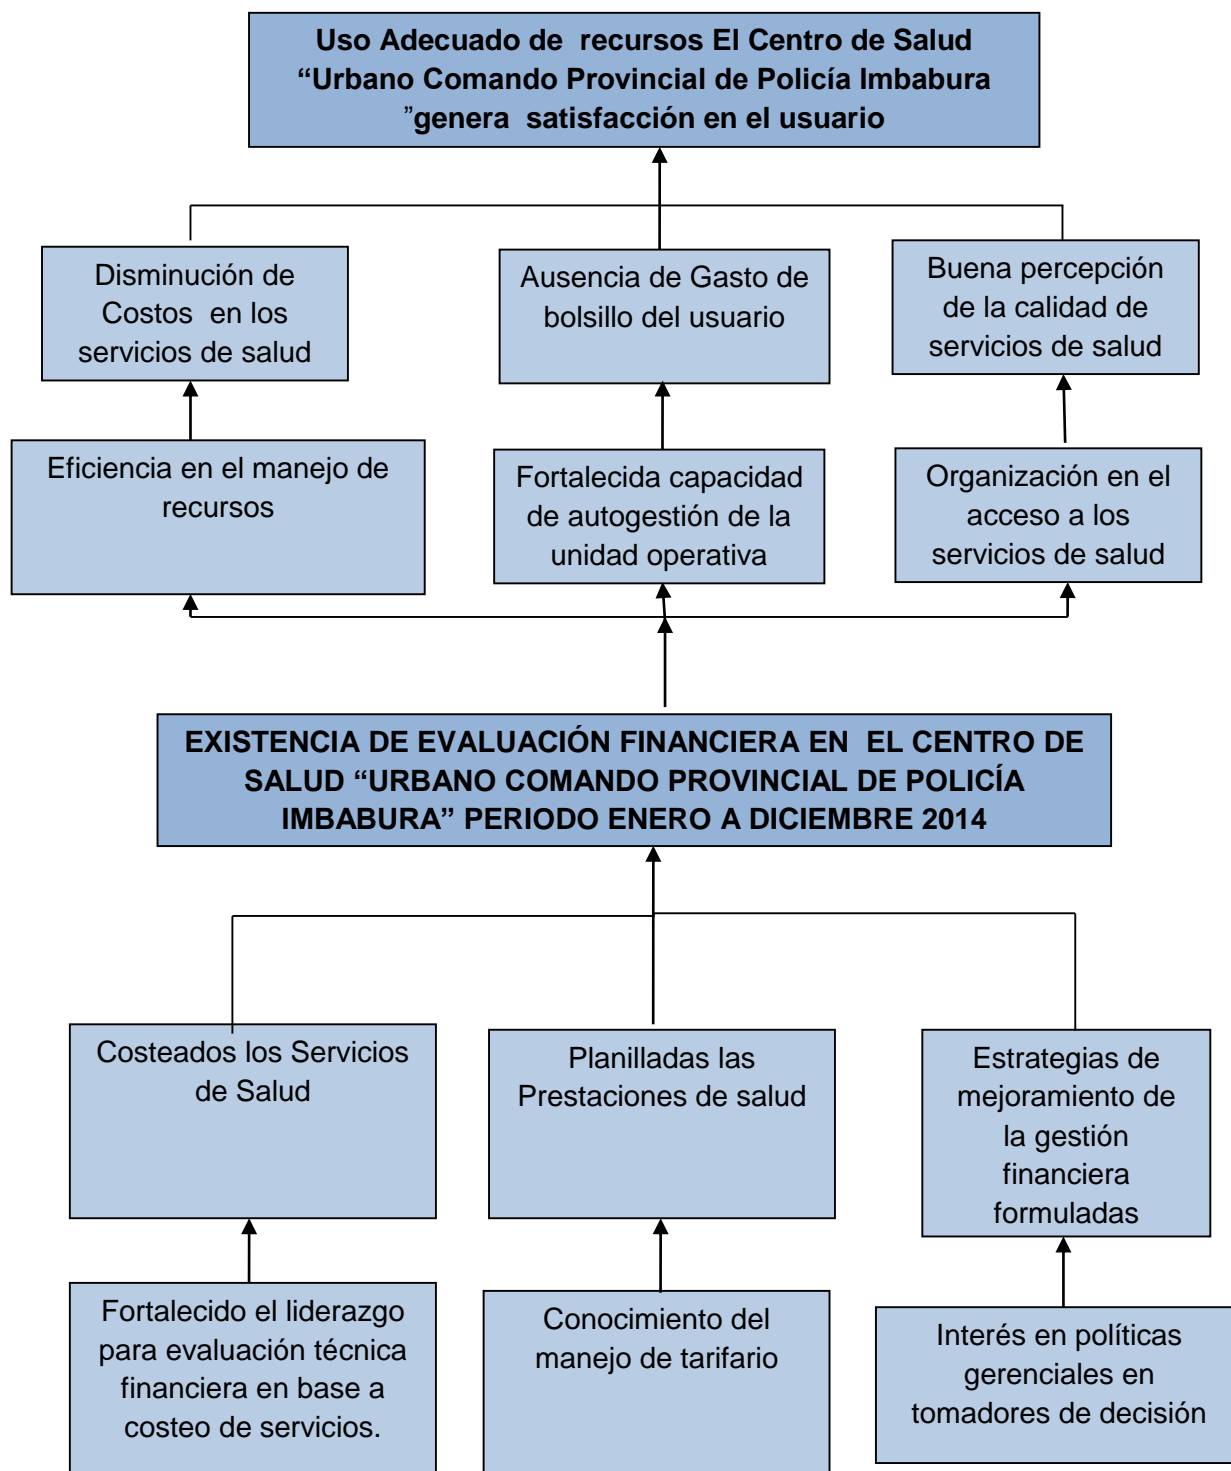 Uso Adecuado de recursos El Centro de Salud
“Urbano Comando Provincial de Policía Imbabura
”genera satisfacción en el usuario
Disminución de
Costos en los
servicios de salud
Ausencia de Gasto de
bolsillo del usuario
Buena percepción
de la calidad de
servicios de salud
Eficiencia en el manejo de
recursos
Fortalecida capacidad
de autogestión de la
unidad operativa
Organización en el
acceso a los
servicios de salud
EXISTENCIA DE EVALUACIÓN FINANCIERA EN EL CENTRO DE
SALUD “URBANO COMANDO PROVINCIAL DE POLICÍA
IMBABURA” PERIODO ENERO A DICIEMBRE 2014
Costeados los Servicios
de Salud
Planilladas las
Prestaciones de salud
Estrategias de
mejoramiento de
la gestión
financiera
formuladas
Fortalecido el liderazgo
para evaluación técnica
financiera en base a
costeo de servicios.
Conocimiento del
manejo de tarifario
Interés en políticas
gerenciales en
tomadores de decisión